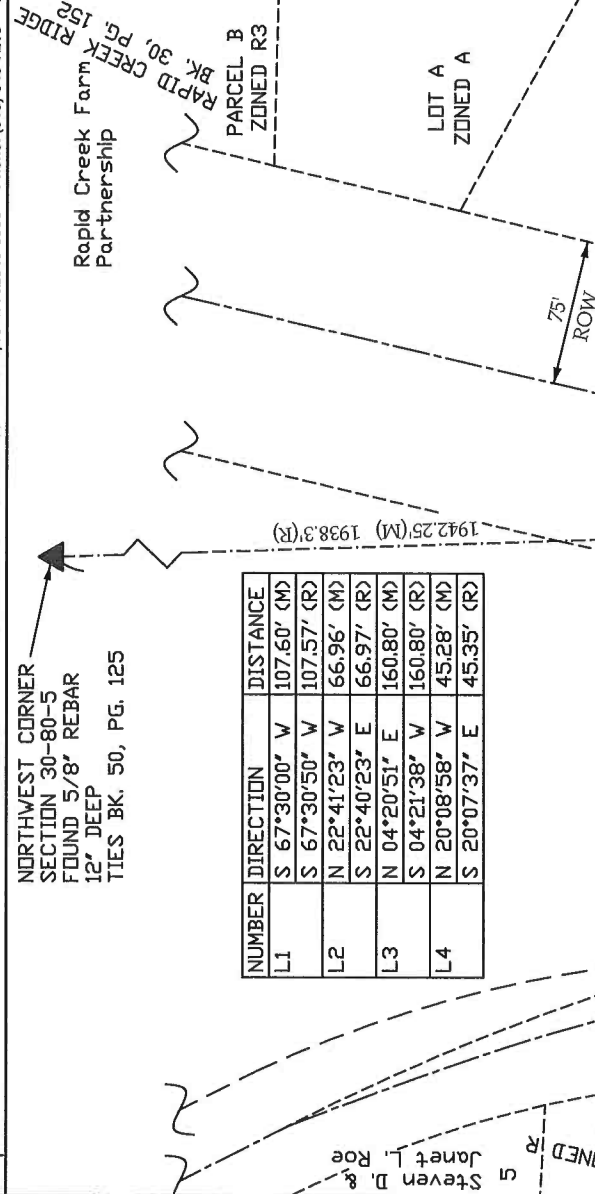 RAPID CREEK RIDGE
BK. 30, PG. 152
Rapid Creek Farm
Partnership
PARCEL B
ZONED R3
LOT A
ZONED A
75'
ROW
1942.25'(M) 1938.3'(R)
NORTHWEST CORNER
SECTION 30-80-5
FOUND 5/8" REBAR
12" DEEP
TIES BK. 50, PG. 125
NUMBER DIRECTION DISTANCE
L1 S 67°30'00" W 107.60' (M)
S 67°30'50" W 107.57' (R)
L2 N 22°41'23" W 66.96' (M)
S 22°40'23" E 66.97' (R)
L3 N 04°20'51" E 160.80' (M)
S 04°21'38" W 160.80' (R)
L4 N 20°08'58" W 45.28' (M)
S 20°07'37" E 45.35' (R)
Steven D. &
Janet L. Roe
5
R